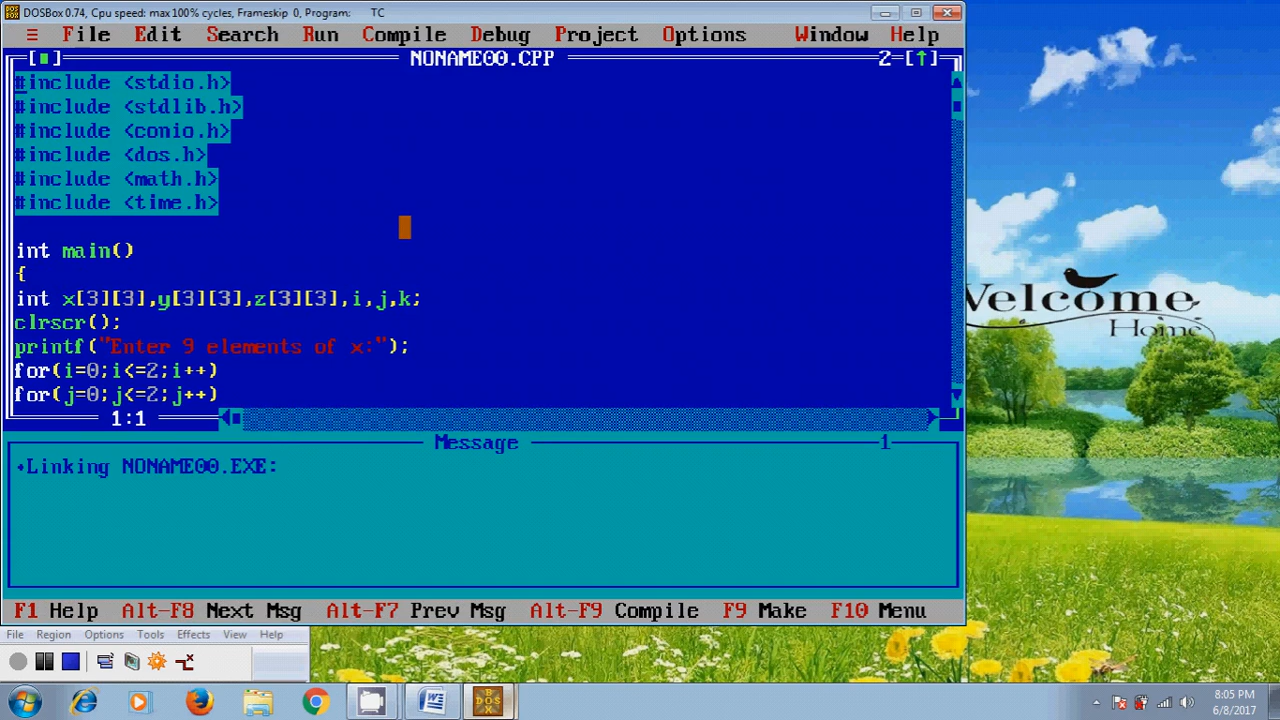 DOSBox 0.74, Cpu speed: max 100% cycles, Frameskip 0, Program: TC
≡ File Edit Search Run Compile Debug Project Options Window Help
[■] NONAME00.CPP 2=[↑]
#include <stdio.h>
#include <stdlib.h>
#include <conio.h>
#include <dos.h>
#include <math.h>
#include <time.h>
int main()
{
int x[3][3],y[3][3],z[3][3],i,j,k;
clrscr();
printf("Enter 9 elements of x:");
for(i=0;i<=2;i++)
for(j=0;j<=2;j++)
1:1
Message 1
•Linking NONAME00.EXE:
F1 Help Alt-F8 Next Msg Alt-F7 Prev Msg Alt-F9 Compile F9 Make F10 Menu
Welcome
Home
File Region Options Tools Effects View Help
DOS BOX
8:05 PM
6/8/2017